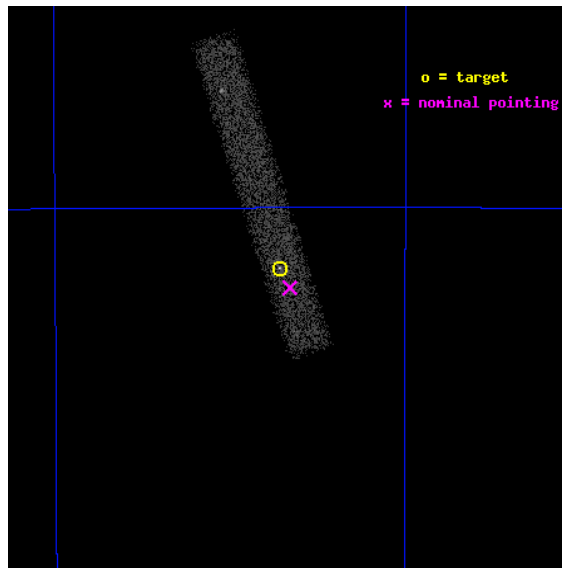 o = target
x = nominal pointing